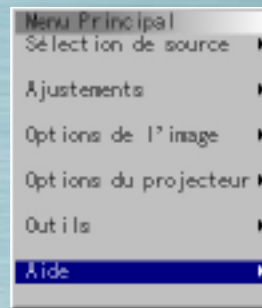 Menu Principal
Sélection de source
Ajustements
Options de l'image
Options du projecteur
Outils
Aide